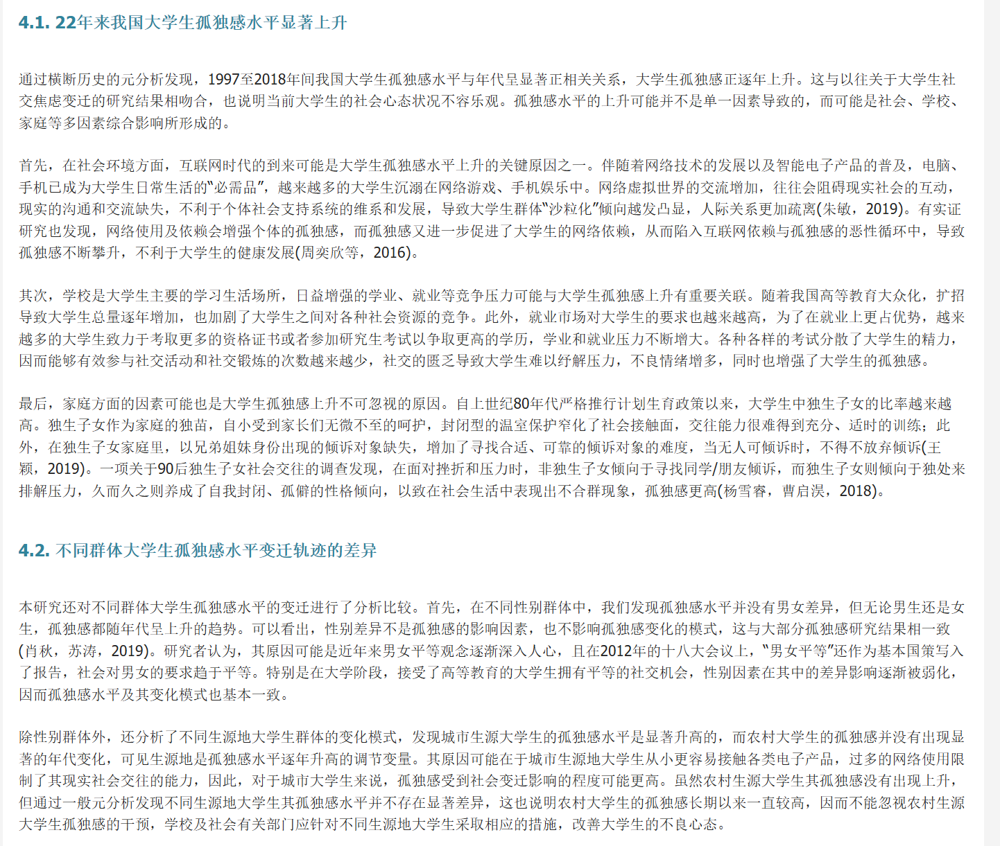 4.1. 22年来我国大学生孤独感水平显著上升
通过横断历史的元分析发现，1997至2018年间我国大学生孤独感水平与年代呈显著正相关关系，大学生孤独感正逐年上升。这与以往关于大学生社
交焦虑变迁的研究结果相吻合，也说明当前大学生的社会心态状况不容乐观。孤独感水平的上升可能并不是单一因素导致的，而可能是社会、学校、
家庭等多因素综合影响所形成的。
首先，在社会环境方面，互联网时代的到来可能是大学生孤独感水平上升的关键原因之一。伴随着网络技术的发展以及智能电子产品的普及，电脑、
手机已成为大学生日常生活的“必需品”，越来越多的大学生沉溺在网络游戏、手机娱乐中。网络虚拟世界的交流增加，往往会阻碍现实社会的互动，
现实的沟通和交流缺失，不利于个体社会支持系统的维系和发展，导致大学生群体“沙粒化”倾向越发凸显，人际关系更加疏离(朱敏，2019)。有实证
研究也发现，网络使用及依赖会增强个体的孤独感，而孤独感又进一步促进了大学生的网络依赖，从而陷入互联网依赖与孤独感的恶性循环中，导致
孤独感不断攀升，不利于大学生的健康发展(周奕欣等，2016)。
其次，学校是大学生主要的学习生活场所，日益增强的学业、就业等竞争压力可能与大学生孤独感上升有重要关联。随着我国高等教育大众化，扩招
导致大学生总量逐年增加，也加剧了大学生之间对各种社会资源的竞争。此外，就业市场对大学生的要求也越来越高，为了在就业上更占优势，越来
越多的大学生致力于考取更多的资格证书或者参加研究生考试以争取更高的学历，学业和就业压力不断增大。各种各样的考试分散了大学生的精力，
因而能够有效参与社交活动和社交锻炼的次数越来越少，社交的匮乏导致大学生难以纾解压力，不良情绪增多，同时也增强了大学生的孤独感。
最后，家庭方面的因素可能也是大学生孤独感上升不可忽视的原因。自上世纪80年代严格推行计划生育政策以来，大学生中独生子女的比率越来越
高。独生子女作为家庭的独苗，自小受到家长们无微不至的呵护，封闭型的温室保护窄化了社会接触面，交往能力很难得到充分、适时的训练；此
外，在独生子女家庭里，以兄弟姐妹身份出现的倾诉对象缺失，增加了寻找合适、可靠的倾诉对象的难度，当无人可倾诉时，不得不放弃倾诉(王
颖，2019)。一项关于90后独生子女社会交往的调查发现，在面对挫折和压力时，非独生子女倾向于寻找同学/朋友倾诉，而独生子女则倾向于独处来
排解压力，久而久之则养成了自我封闭、孤僻的性格倾向，以致在社会生活中表现出不合群现象，孤独感更高(杨雪睿，曹启淏，2018)。
4.2. 不同群体大学生孤独感水平变迁轨迹的差异
本研究还对不同群体大学生孤独感水平的变迁进行了分析比较。首先，在不同性别群体中，我们发现孤独感水平并没有男女差异，但无论男生还是女
生，孤独感都随年代呈上升的趋势。可以看出，性别差异不是孤独感的影响因素，也不影响孤独感变化的模式，这与大部分孤独感研究结果相一致
(肖秋，苏涛，2019)。研究者认为，其原因可能是近年来男女平等观念逐渐深入人心，且在2012年的十八大会议上，“男女平等”还作为基本国策写入
了报告，社会对男女的要求趋于平等。特别是在大学阶段，接受了高等教育的大学生拥有平等的社交机会，性别因素在其中的差异影响逐渐被弱化，
因而孤独感水平及其变化模式也基本一致。
除性别群体外，还分析了不同生源地大学生群体的变化模式，发现城市生源大学生的孤独感水平是显著升高的，而农村大学生的孤独感并没有出现显
著的年代变化，可见生源地是孤独感水平逐年升高的调节变量。其原因可能在于城市生源地大学生从小更容易接触各类电子产品，过多的网络使用限
制了其现实社会交往的能力，因此，对于城市大学生来说，孤独感受到社会变迁影响的程度可能更高。虽然农村生源大学生其孤独感没有出现上升，
但通过一般元分析发现不同生源地大学生其孤独感水平并不存在显著差异，这也说明农村大学生的孤独感长期以来一直较高，因而不能忽视农村生源
大学生孤独感的干预，学校及社会有关部门应针对不同生源地大学生采取相应的措施，改善大学生的不良心态。